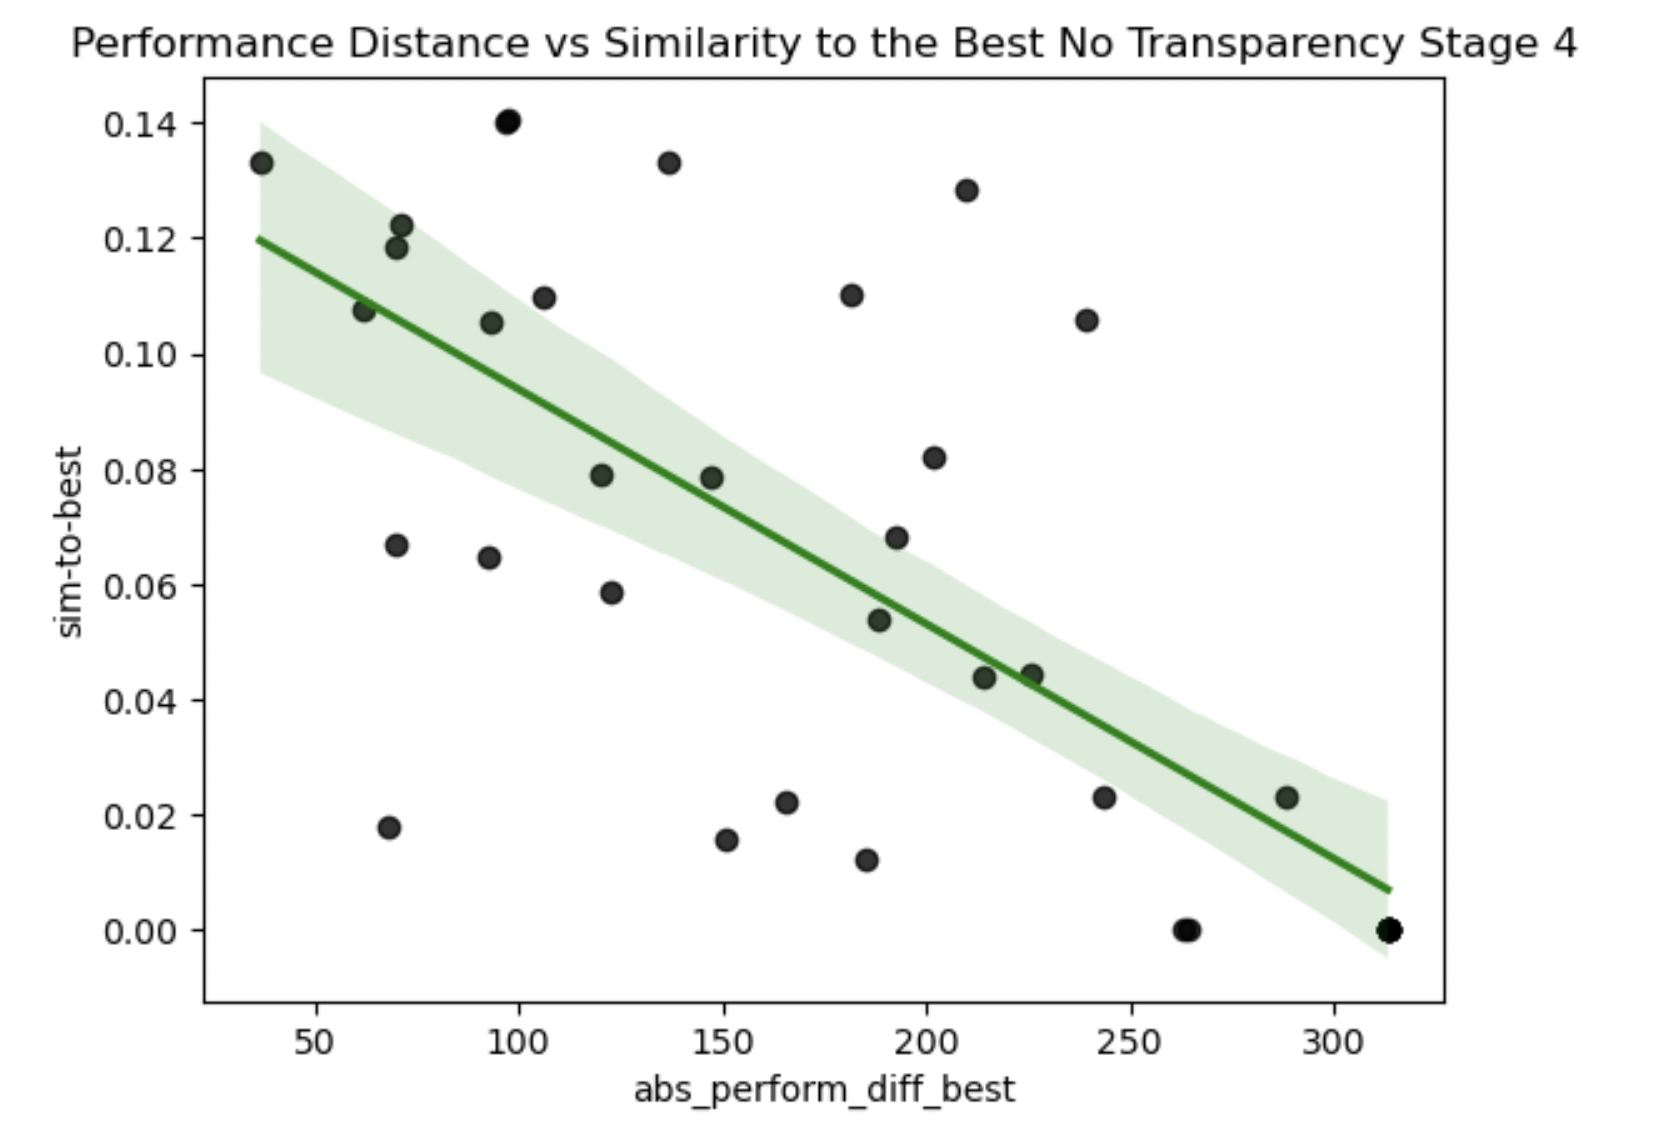 Performance Distance vs Similarity to the Best No Transparency Stage 4
0.14
0.12
0.10
0.08
0.06
0.04
0.02
0.00
sim-to-best
50 100 150 200 250 300
abs_perform_diff_best